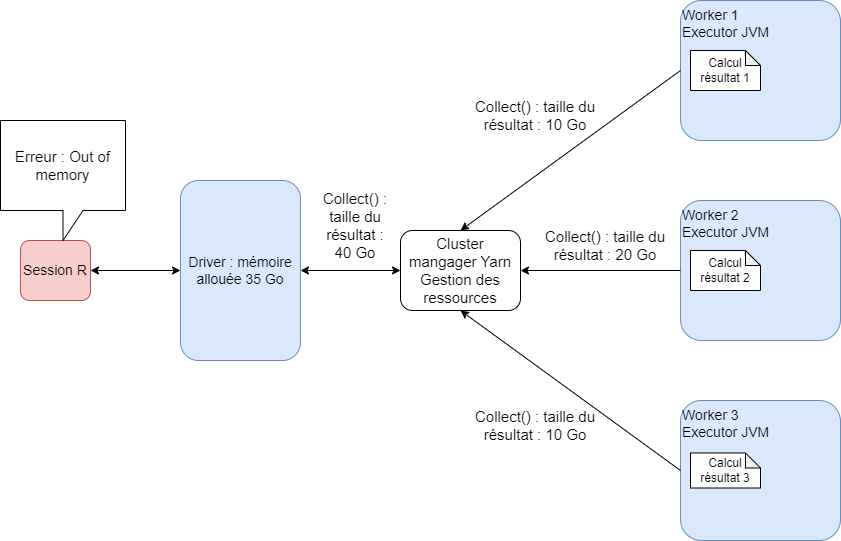 Erreur : Out of
memory
Session R
Driver : mémoire
allouée 35 Go
Collect() :
taille du
résultat :
40 Go
Cluster
mangager Yarn
Gestion des
ressources
Collect() : taille du
résultat : 10 Go
Collect() : taille du
résultat : 20 Go
Collect() : taille du
résultat : 10 Go
Worker 1
Executor JVM
Calcul
résultat 1
Worker 2
Executor JVM
Calcul
résultat 2
Worker 3
Executor JVM
Calcul
résultat 3